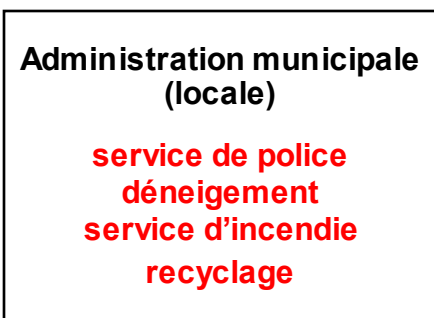 Administration municipale
(locale)
service de police
déneigement
service d’incendie
recyclage